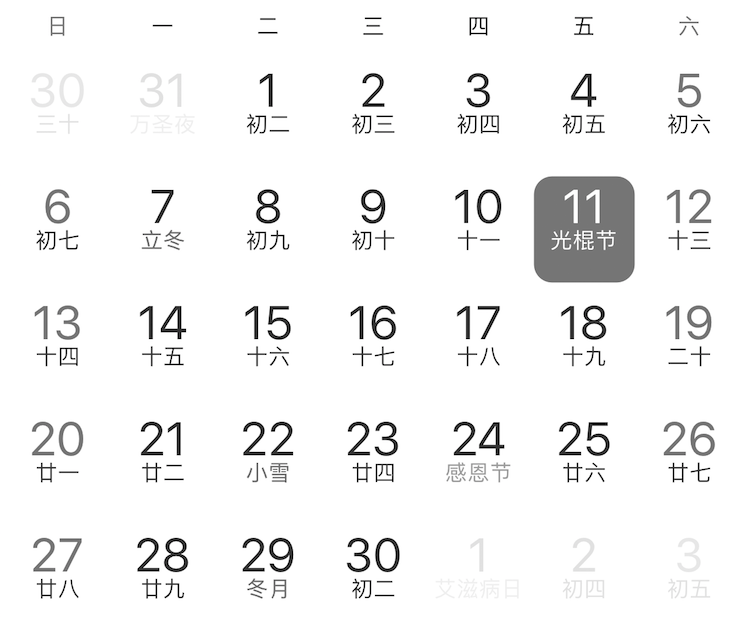 日 一 二 三 四 五 六
30 31 1 2 3 4 5
三十 万圣夜 初二 初三 初四 初五 初六
6 7 8 9 10 11 12
初七 立冬 初九 初十 十一 光棍节 十三
13 14 15 16 17 18 19
十四 十五 十六 十七 十八 十九 二十
20 21 22 23 24 25 26
廿一 廿二 小雪 廿四 感恩节 廿六 廿七
27 28 29 30 1 2 3
廿八 廿九 冬月 初二 艾滋病日 初四 初五